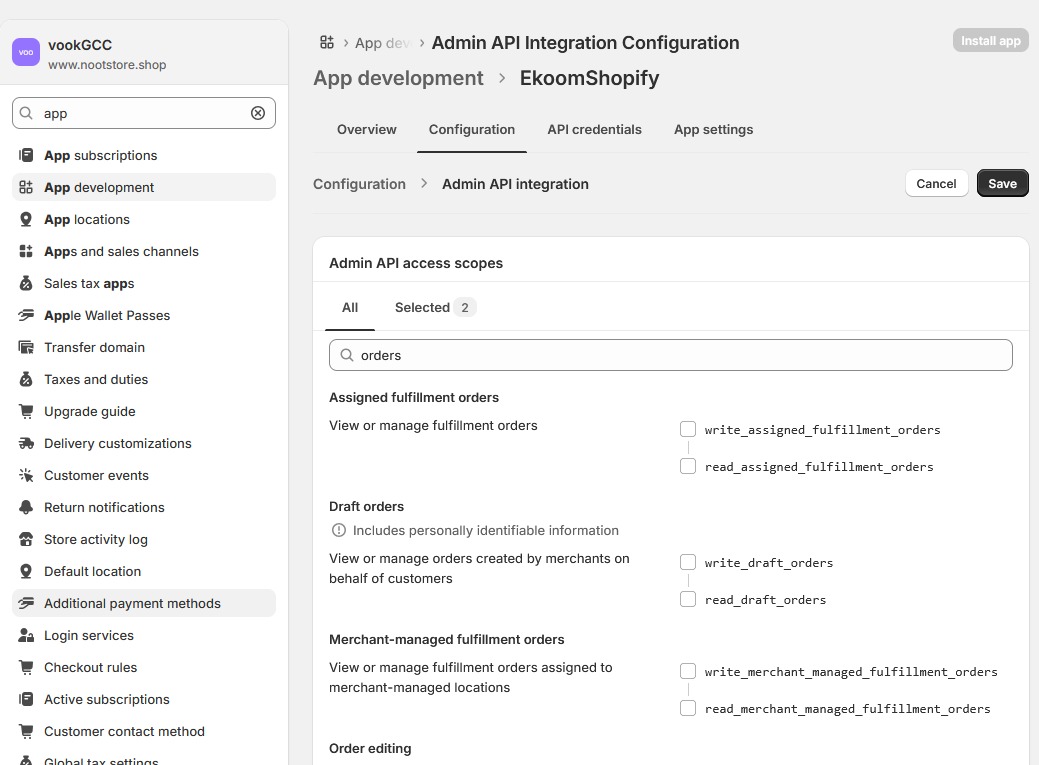 voo
vookGCC
www.nootstore.shop
app
App subscriptions
App development
App locations
Apps and sales channels
Sales tax apps
Apple Wallet Passes
Transfer domain
Taxes and duties
Upgrade guide
Delivery customizations
Customer events
Return notifications
Store activity log
Default location
Additional payment methods
Login services
Checkout rules
Active subscriptions
Customer contact method
Global tax settings
App dev › Admin API Integration Configuration
Install app
App development › EkoomShopify
Overview Configuration API credentials App settings
Configuration › Admin API integration
Cancel Save
Admin API access scopes
All Selected 2
orders
Assigned fulfillment orders
View or manage fulfillment orders
write_assigned_fulfillment_orders
read_assigned_fulfillment_orders
Draft orders
Includes personally identifiable information
View or manage orders created by merchants on
behalf of customers
write_draft_orders
read_draft_orders
Merchant-managed fulfillment orders
View or manage fulfillment orders assigned to
merchant-managed locations
write_merchant_managed_fulfillment_orders
read_merchant_managed_fulfillment_orders
Order editing